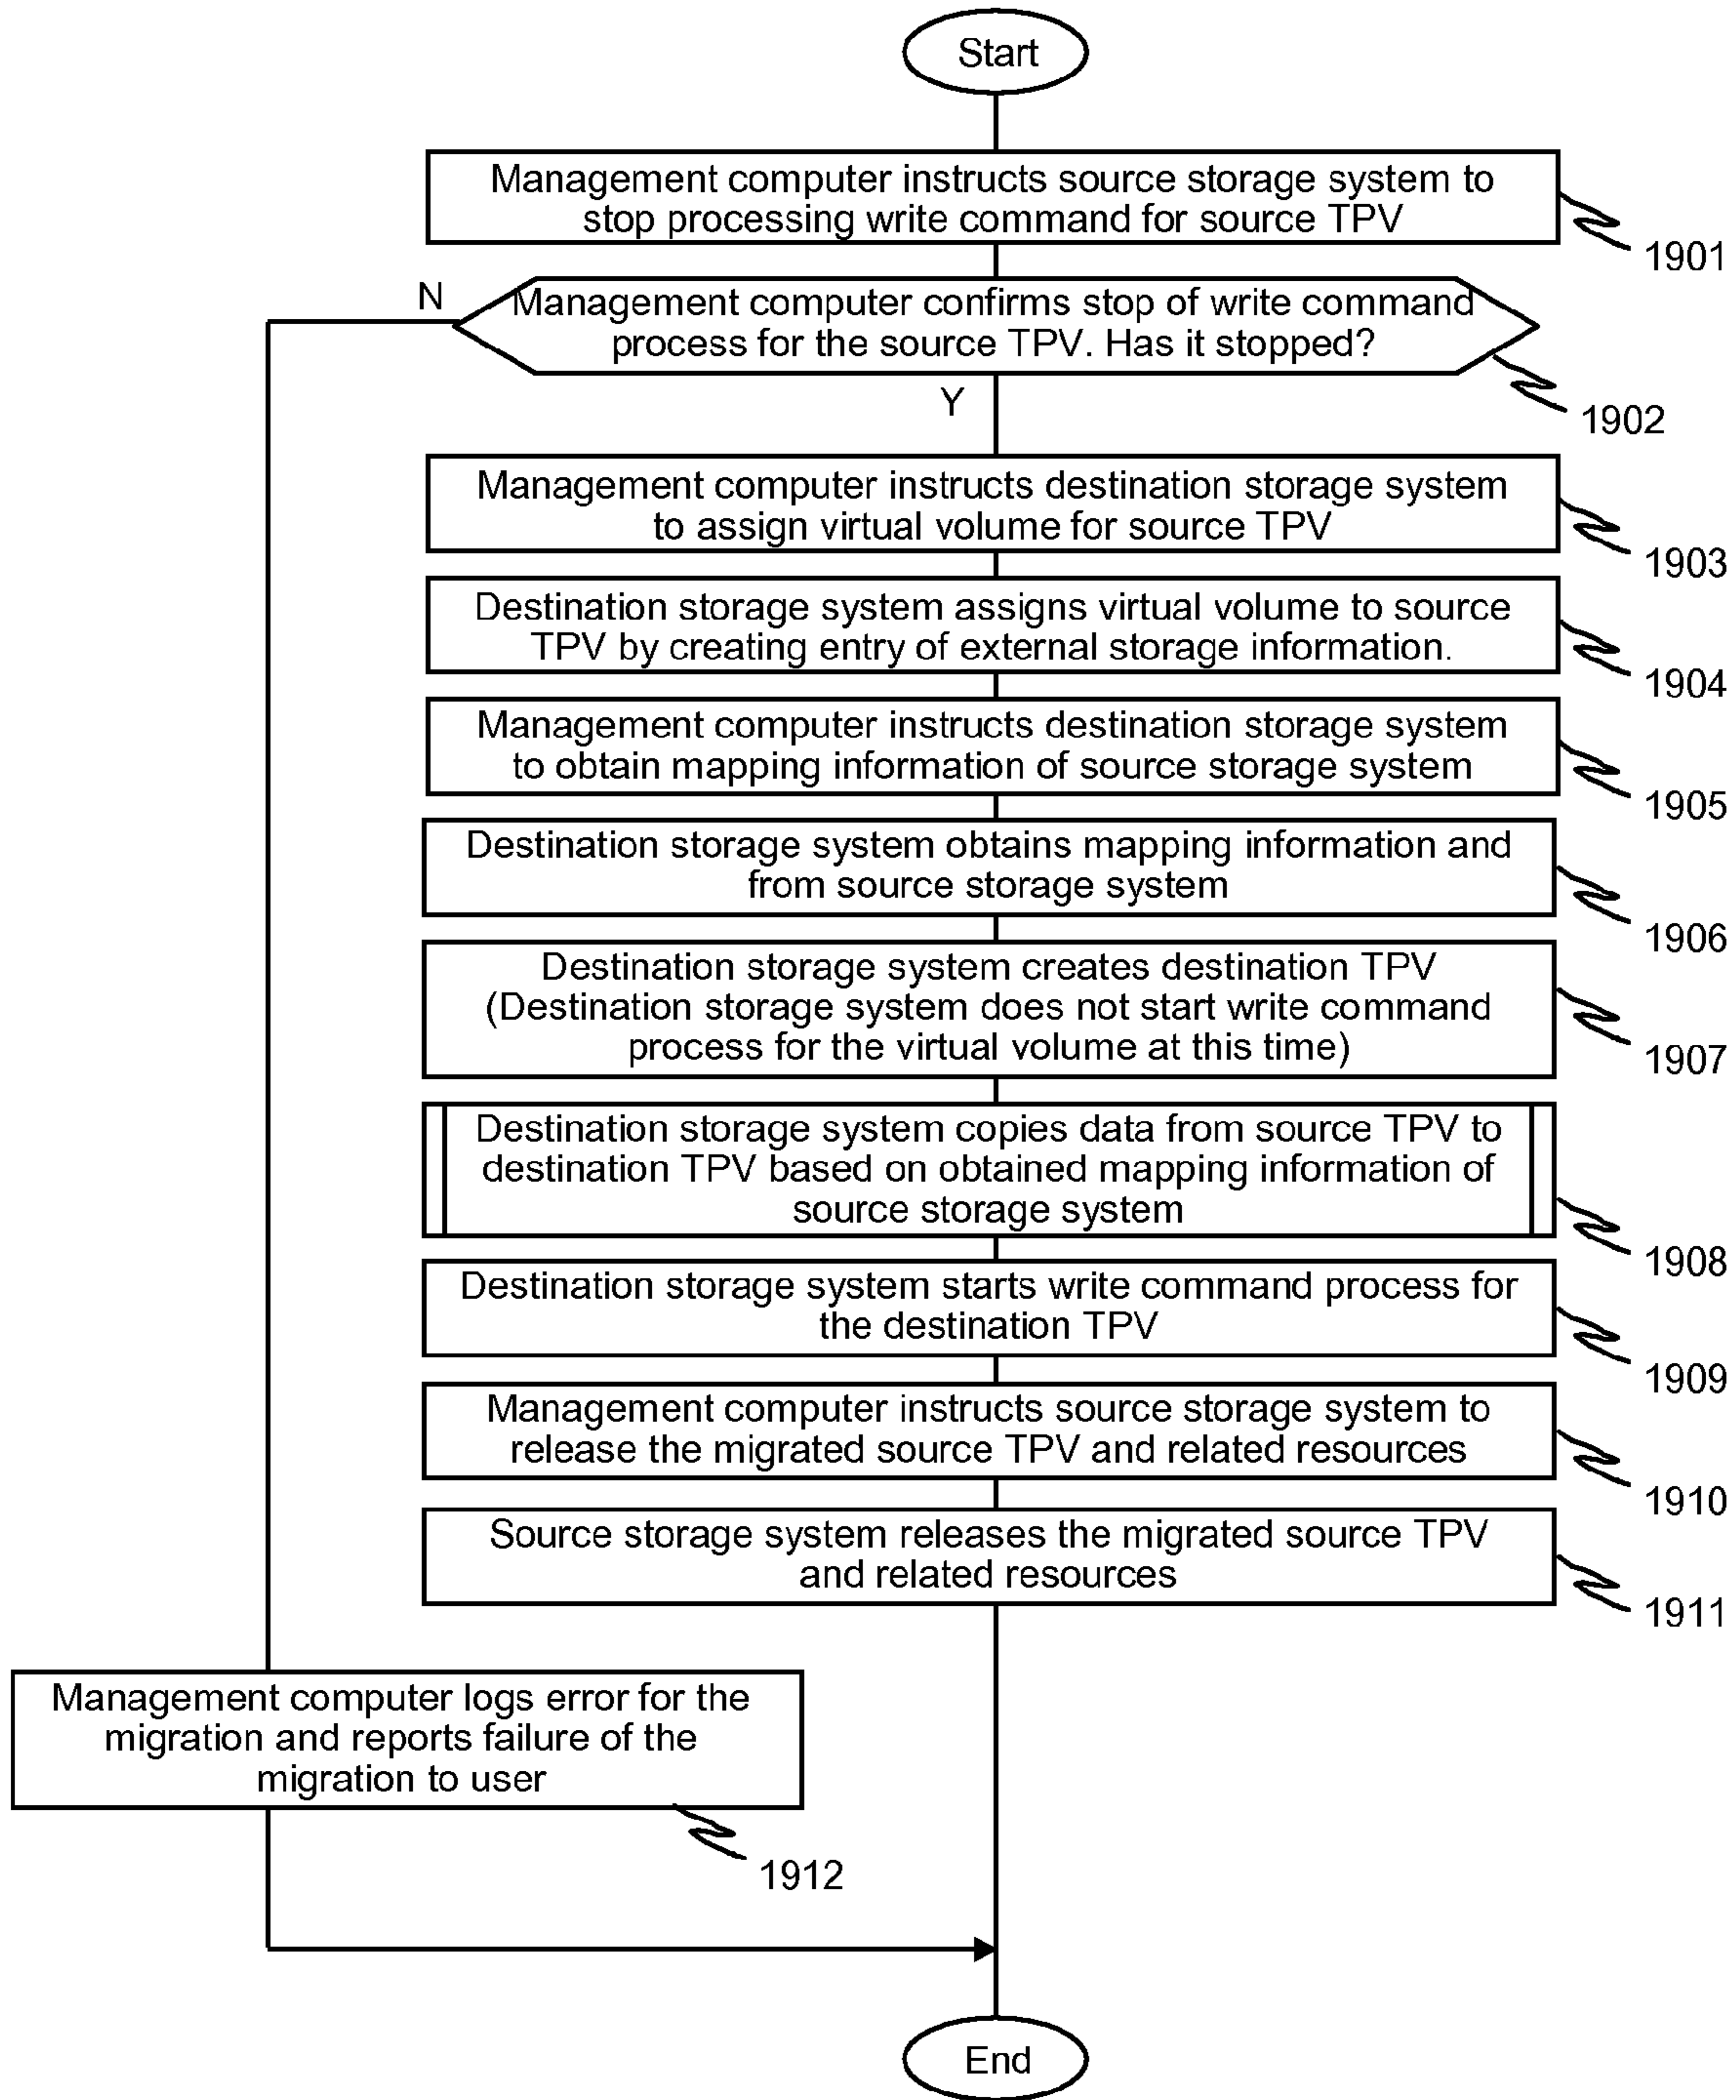 Start
Management computer instructs source storage system to
stop processing write command for source TPV
1901
N
Management computer confirms stop of write command
process for the source TPV. Has it stopped?
Y
1902
Management computer instructs destination storage system
to assign virtual volume for source TPV
1903
Destination storage system assigns virtual volume to source
TPV by creating entry of external storage information.
1904
Management computer instructs destination storage system
to obtain mapping information of source storage system
1905
Destination storage system obtains mapping information and
from source storage system
1906
Destination storage system creates destination TPV
(Destination storage system does not start write command
process for the virtual volume at this time)
1907
Destination storage system copies data from source TPV to
destination TPV based on obtained mapping information of
source storage system
1908
Destination storage system starts write command process for
the destination TPV
1909
Management computer instructs source storage system to
release the migrated source TPV and related resources
1910
Source storage system releases the migrated source TPV
and related resources
1911
Management computer logs error for the
migration and reports failure of the
migration to user
1912
End